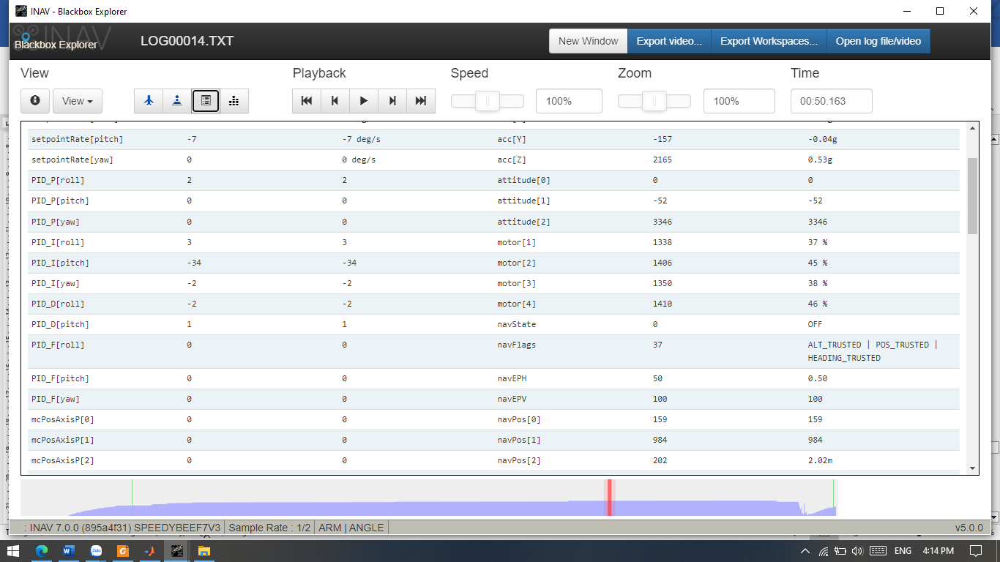 INAV - Blackbox Explorer
INAV
Blackbox Explorer
LOG00014.TXT
New Window
Export video...
Export Workspaces...
Open log file/video
View
Playback
Speed
Zoom
Time
View
100%
100%
00:50.163
setpointRate[pitch] -7 -7 deg/s acc[Y] -157 -0.04g
setpointRate[yaw] 0 0 deg/s acc[Z] 2165 0.53g
PID_P[roll] 2 2 attitude[0] 0 0
PID_P[pitch] 0 0 attitude[1] -52 -52
PID_P[yaw] 0 0 attitude[2] 3346 3346
PID_I[roll] 3 3 motor[1] 1338 37 %
PID_I[pitch] -34 -34 motor[2] 1406 45 %
PID_I[yaw] -2 -2 motor[3] 1350 38 %
PID_D[roll] -2 -2 motor[4] 1410 46 %
PID_D[pitch] 1 1 navState 0 OFF
PID_F[roll] 0 0 navFlags 37 ALT_TRUSTED | POS_TRUSTED |
HEADING_TRUSTED
PID_F[pitch] 0 0 navEPH 50 0.50
PID_F[yaw] 0 0 navEPV 100 100
mcPosAxisP[0] 0 0 navPos[0] 159 159
mcPosAxisP[1] 0 0 navPos[1] 984 984
mcPosAxisP[2] 0 0 navPos[2] 202 2.02m
: INAV 7.0.0 (895a4f31) SPEEDYBEEF7V3 | Sample Rate : 1/2 | ARM | ANGLE
v5.0.0
W
Zalo
ENG
4:14 PM